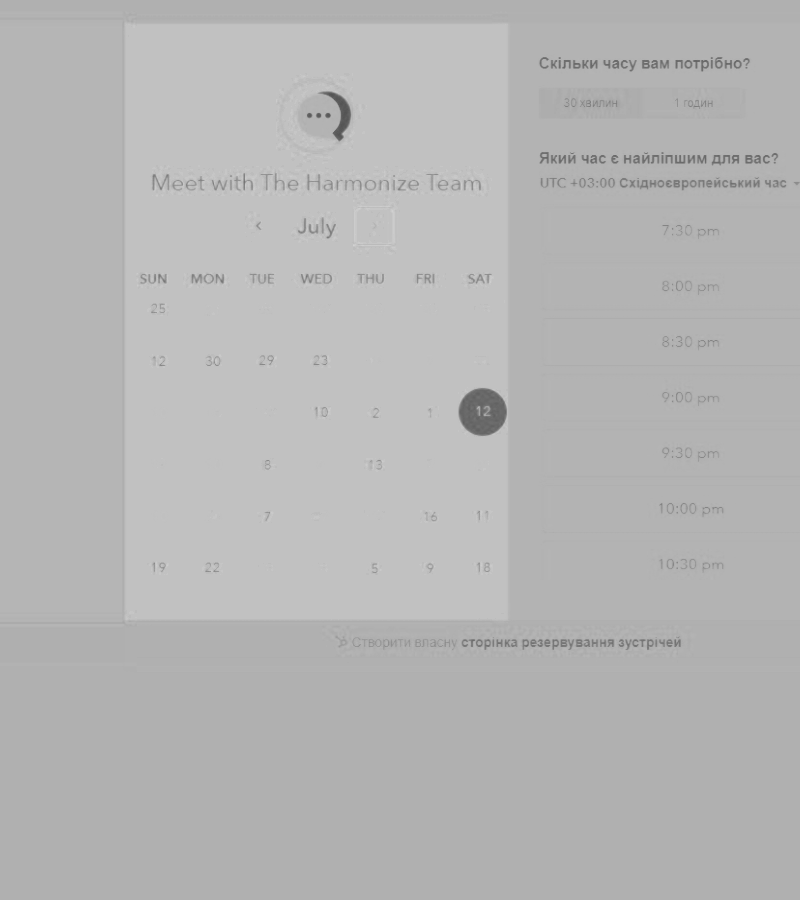 Meet with The Harmonize Team
‹ July
SUN MON TUE WED THU FRI SAT
25
12 30 29 23
10 2 1 12
8 13
7 16 11
19 22 5 9 18
Скільки часу вам потрібно?
30 хвилин 1 годин
Який час є найліпшим для вас?
UTC +03:00 Східноєвропейський час
7:30 pm
8:00 pm
8:30 pm
9:00 pm
9:30 pm
10:00 pm
10:30 pm
Створити власну сторінка резервування зустрічей